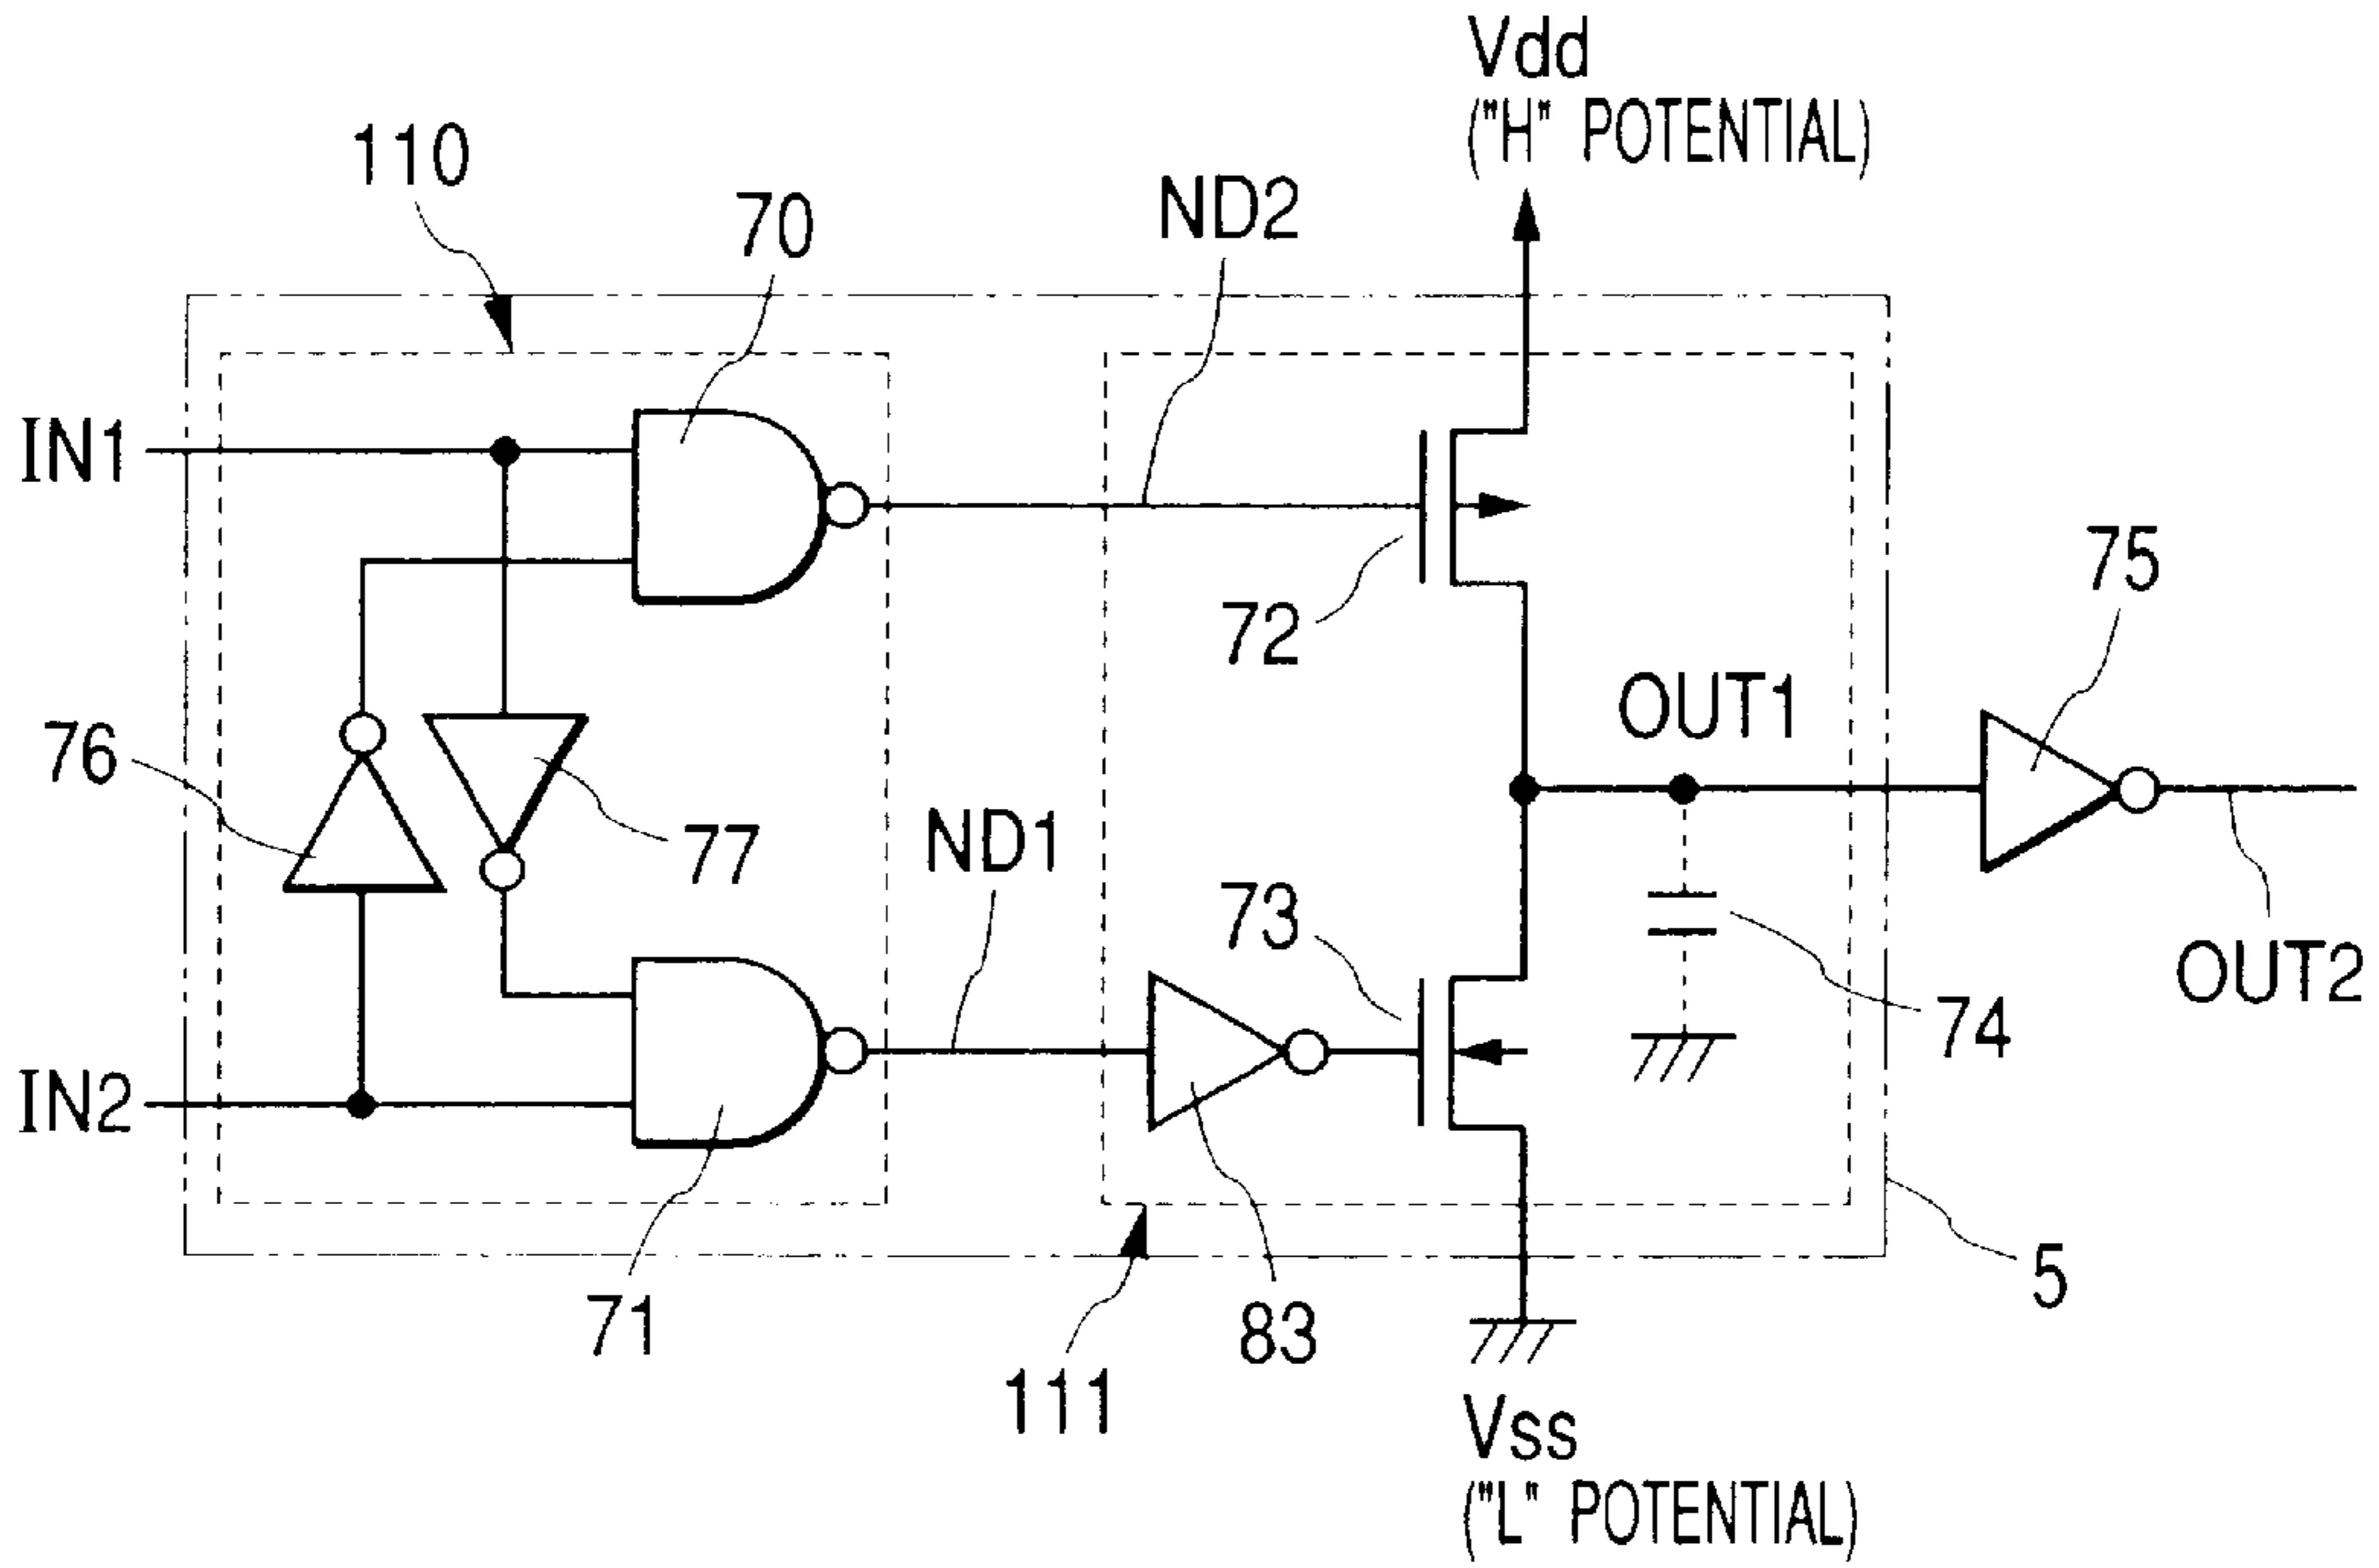 Vdd
("H" POTENTIAL)
110
70
ND2
IN1
72
75
OUT1
76
77
ND1
73
OUT2
74
IN2
5
71
83
111
Vss
("L" POTENTIAL)